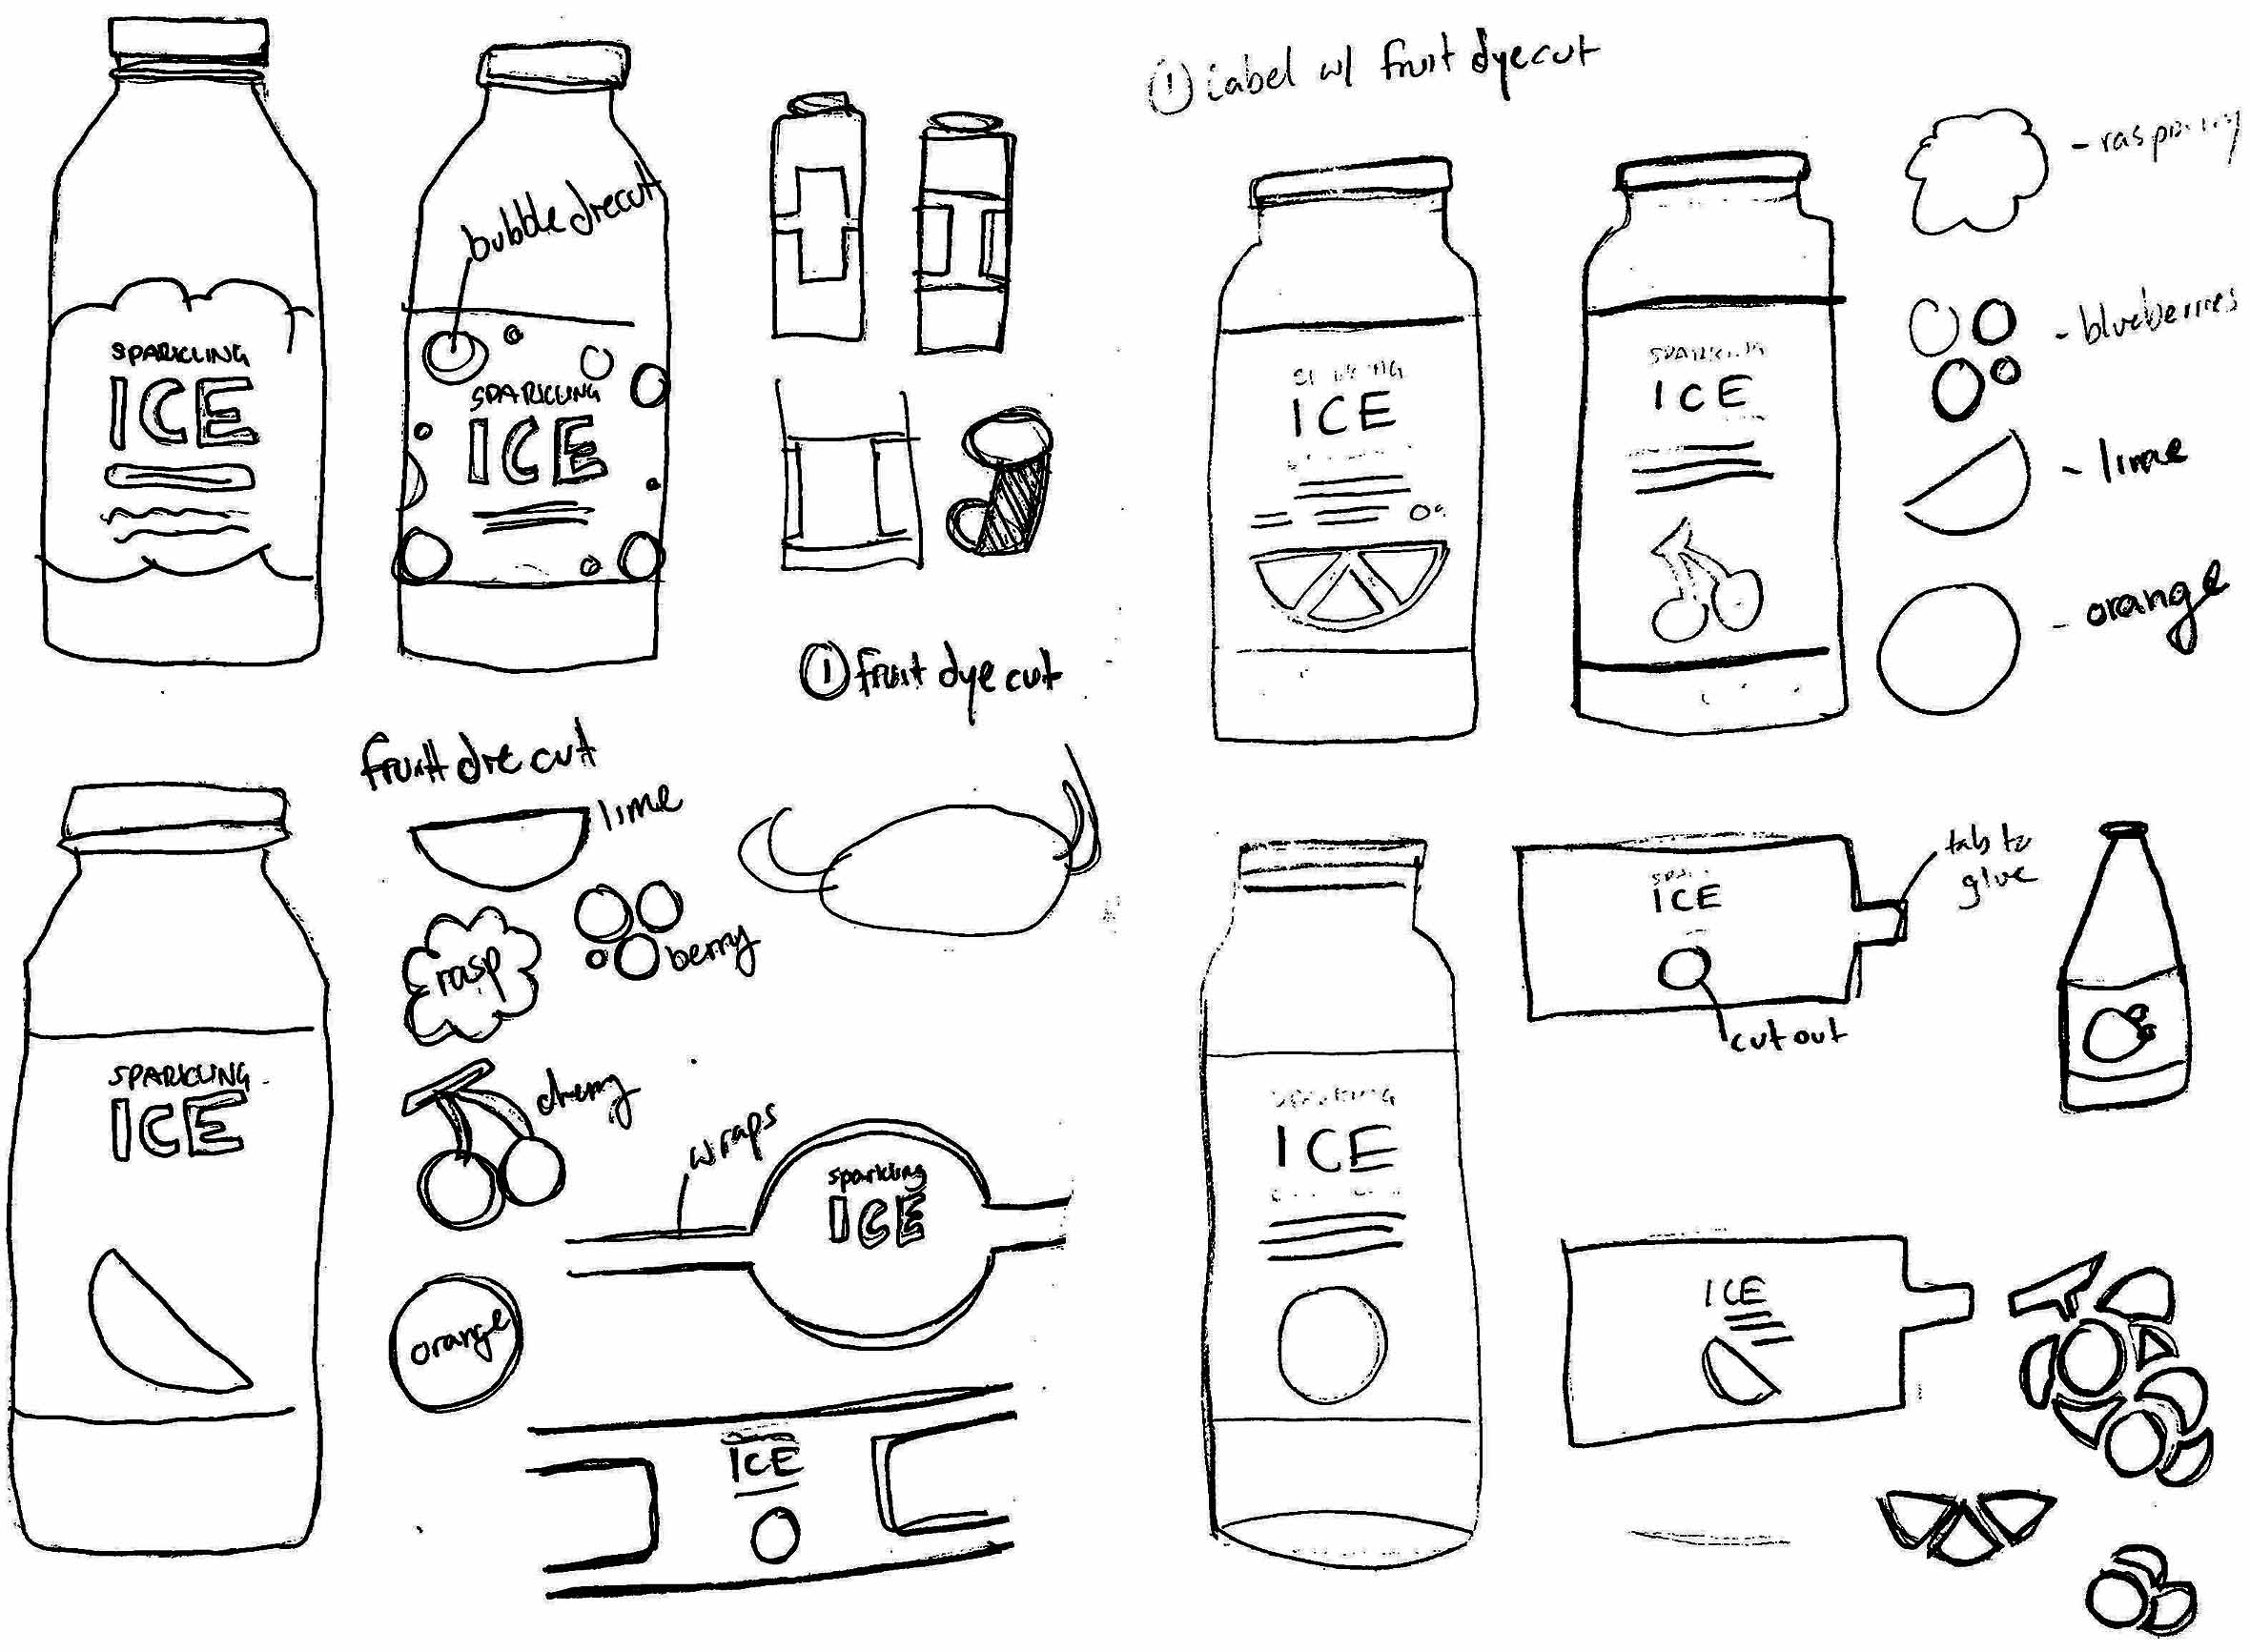 SPARKLING
ICE
bubble diecut
SPARKLING
ICE
① fruit dye cut
fruit die cut
lime
rasp
berry
cherry
orange
SPARKLING
ICE
wraps
sparkling
ICE
ICE
① Label w/ fruit dyecut
ICE
SPARKLING
ICE
- raspberry
- blueberries
- lime
- orange
SPARKLING
ICE
ICE
tab to
glue
cut out
ICE